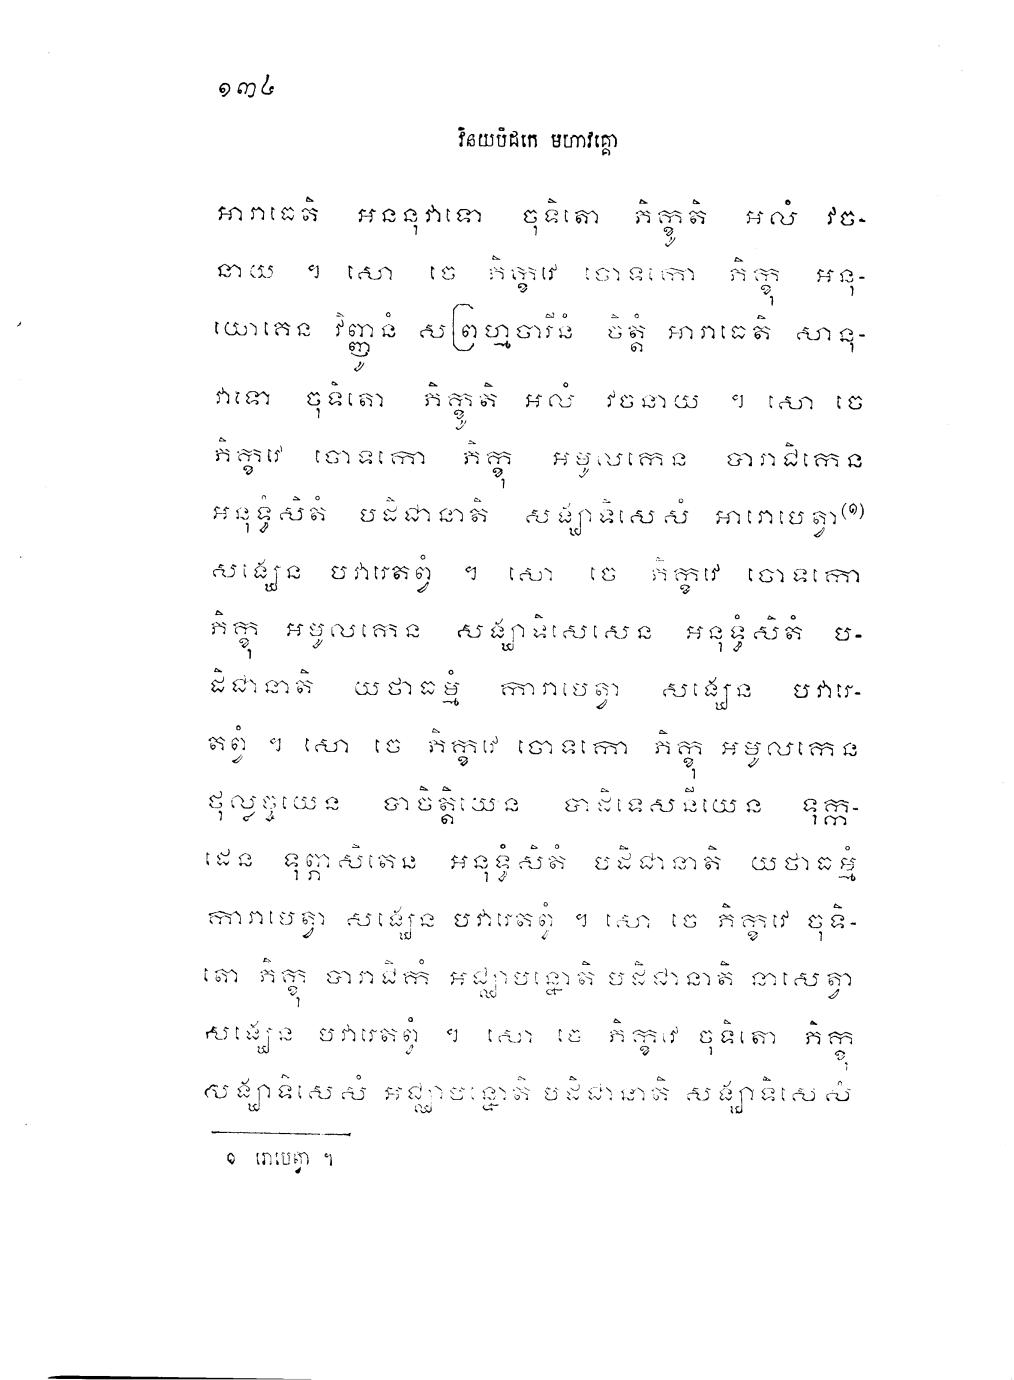 ១៣៤
វិនយបិដកេ មហាវគ្គោ
អារាធេតិ អននុវាទោ ចុទិតោ ភិក្ខូតិ អលំ វច-
នាយ ។ សោ ចេ ភិក្ខវេ ចោទកោ ភិក្ខុ អនុ-
យោគេន វិញ្ញូនំ សព្រហ្មចារីនំ ចិត្តំ អារាធេតិ សានុ-
វាទោ ចុទិតោ ភិក្ខូតិ អលំ វចនាយ ។ សោ ចេ
ភិក្ខវេ ចោទកោ ភិក្ខុ អមូលកេន បារាជិកេន
អនុទ្ធំសិតំ បដិជានាតិ សង្ឃាទិសេសំ អារោបេត្វា(១)
សង្ឃេន បវារេតព្វំ ។ សោ ចេ ភិក្ខវេ ចោទកោ
ភិក្ខុ អមូលកេន សង្ឃាទិសេសេន អនុទ្ធំសិតំ ប-
ដិជានាតិ យថាធម្មំ ការាបេត្វា សង្ឃេន បវារេ-
តព្វំ ។ សោ ចេ ភិក្ខវេ ចោទកោ ភិក្ខុ អមូលកេន
ថុល្លច្ចយេន បាចិត្តិយេន បាដិទេសនីយេន ទុក្ក-
ដេន ទុព្ភាសិតេន អនុទ្ធំសិតំ បដិជានាតិ យថាធម្មំ
ការាបេត្វា សង្ឃេន បវារេតព្វំ ។ សោ ចេ ភិក្ខវេ ចុទិ-
តោ ភិក្ខុ បារាជិកំ អជ្ឈាបន្នោតិ បដិជានាតិ នាសេត្វា
សង្ឃេន បវារេតព្វំ ។ សោ ចេ ភិក្ខវេ ចុទិតោ ភិក្ខុ
សង្ឃាទិសេសំ អជ្ឈាបន្នោតិ បដិជានាតិ សង្ឃាទិសេសំ
១ រោបេត្វា ។